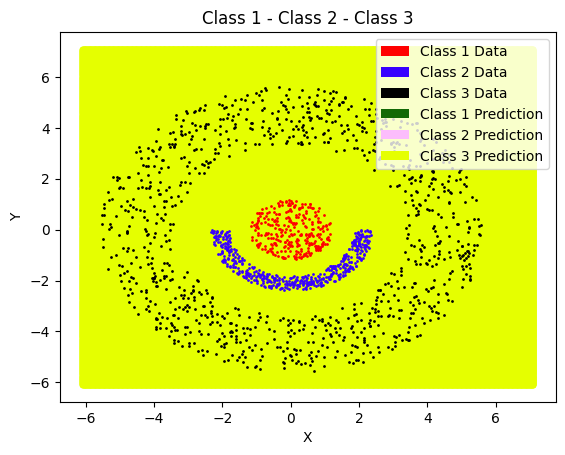 Class 1 - Class 2 - Class 3
Class 1 Data
Class 2 Data
Class 3 Data
Class 1 Prediction
Class 2 Prediction
Class 3 Prediction
Y
6
4
2
0
−2
−4
−6
−6 −4 −2 0 2 4 6
X